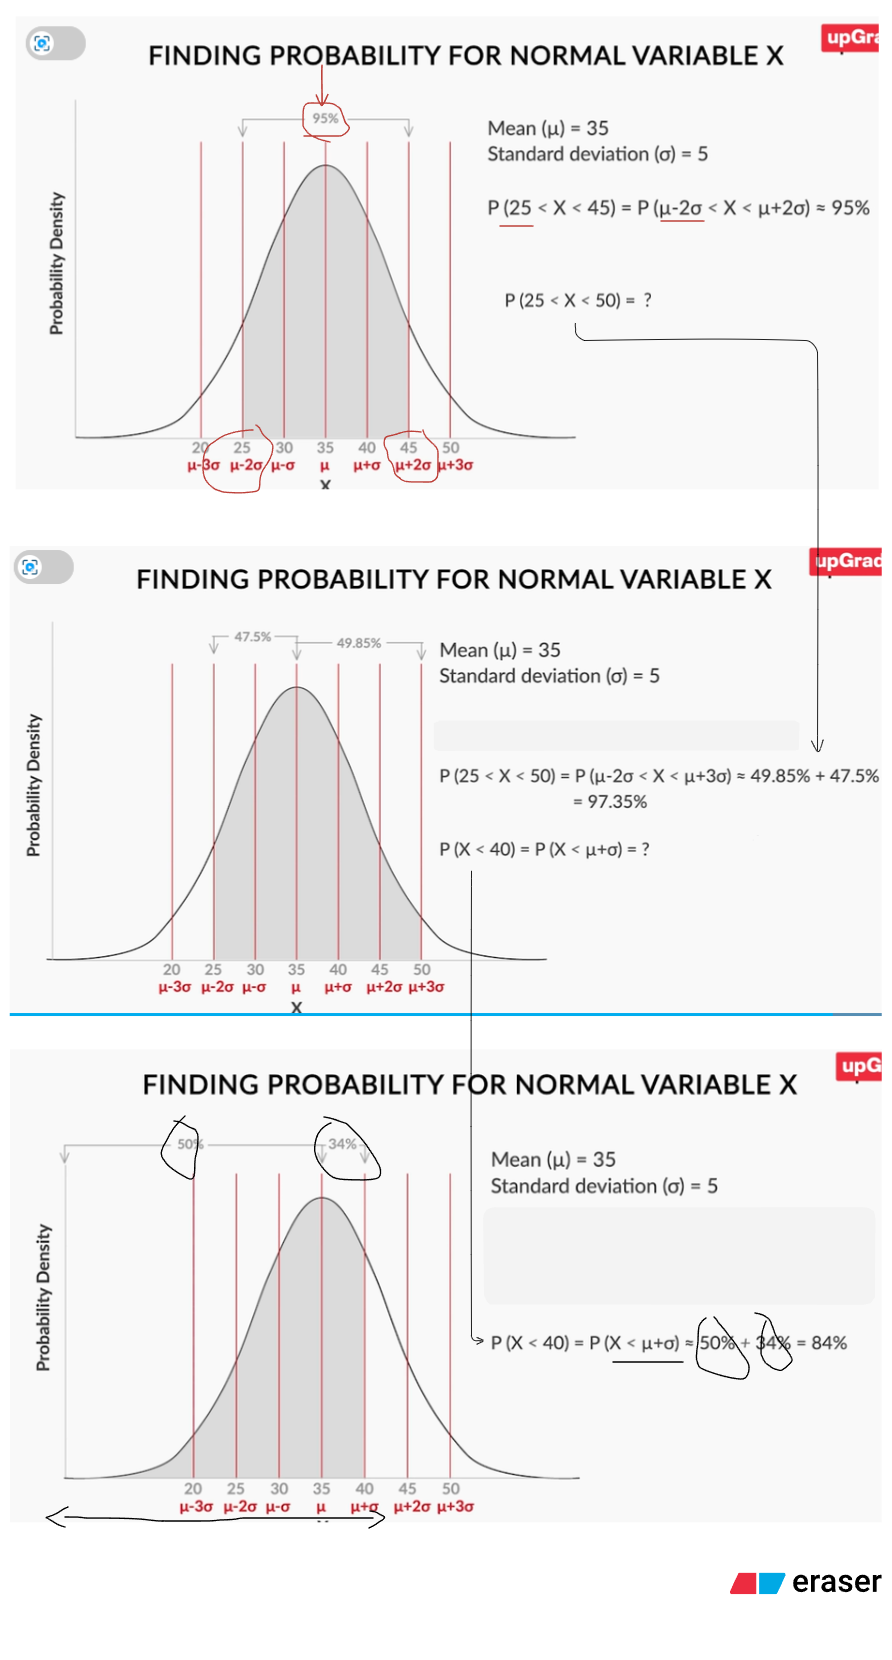 upGra
FINDING PROBABILITY FOR NORMAL VARIABLE X
95%
Mean (μ) = 35
Standard deviation (σ) = 5
P (25 < X < 45) = P (μ-2σ < X < μ+2σ) ≈ 95%
P (25 < X < 50) = ?
Probability Density
20 25 30 35 40 45 50
μ-3σ μ-2σ μ-σ μ μ+σ μ+2σ μ+3σ
X
upGrad
FINDING PROBABILITY FOR NORMAL VARIABLE X
47.5% 49.85%
Mean (μ) = 35
Standard deviation (σ) = 5
P (25 < X < 50) = P (μ-2σ < X < μ+3σ) ≈ 49.85% + 47.5%
= 97.35%
P (X < 40) = P (X < μ+σ) = ?
Probability Density
20 25 30 35 40 45 50
μ-3σ μ-2σ μ-σ μ μ+σ μ+2σ μ+3σ
X
upG
FINDING PROBABILITY FOR NORMAL VARIABLE X
50% 34%
Mean (μ) = 35
Standard deviation (σ) = 5
P (X < 40) = P (X < μ+σ) ≈ 50% + 34% = 84%
Probability Density
20 25 30 35 40 45 50
μ-3σ μ-2σ μ-σ μ μ+σ μ+2σ μ+3σ
eraser